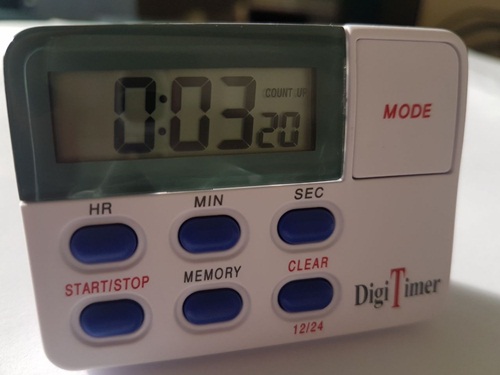 COUNT UP
0:03 20
MODE
HR MIN SEC
START/STOP MEMORY CLEAR
12/24
DigiTimer